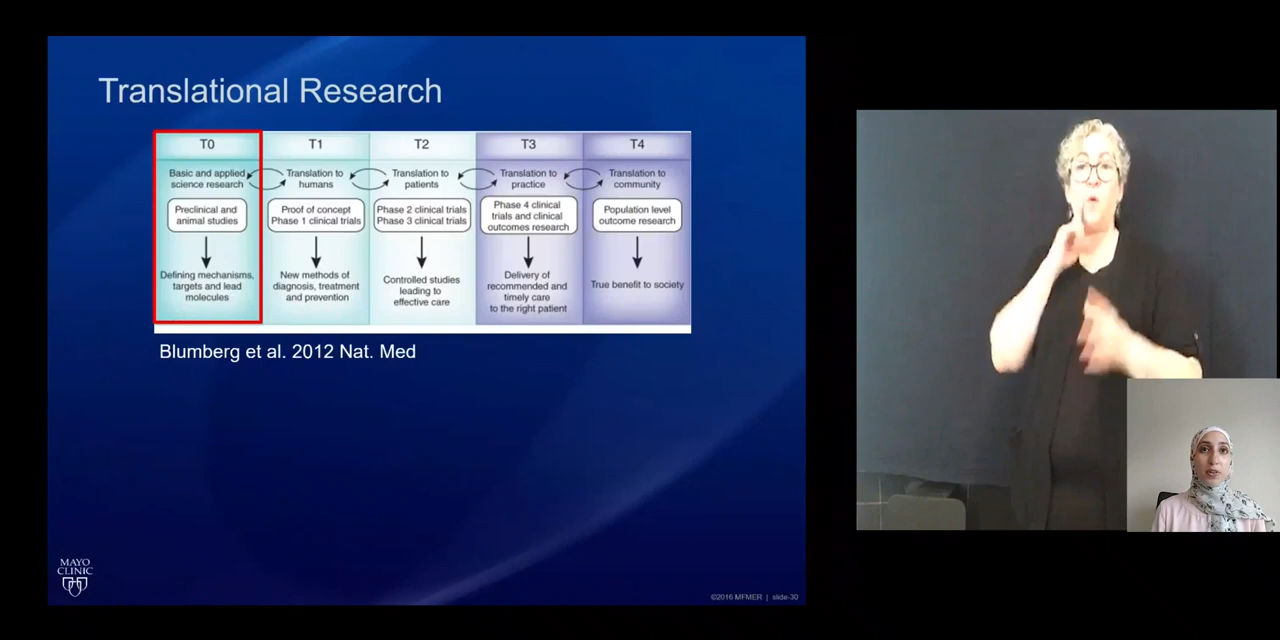 Translational Research
T0
T1
T2
T3
T4
Basic and applied
science research
Translation to
humans
Translation to
patients
Translation to
practice
Translation to
community
Preclinical and
animal studies
Proof of concept
Phase 1 clinical trials
Phase 2 clinical trials
Phase 3 clinical trials
Phase 4 clinical
trials and clinical
outcomes research
Population level
outcome research
Defining mechanisms,
targets and lead
molecules
New methods of
diagnosis, treatment
and prevention
Controlled studies
leading to
effective care
Delivery of
recommended and
timely care
to the right patient
True benefit to society
Blumberg et al. 2012 Nat. Med
MAYO
CLINIC
©2016 MFMER | slide-30